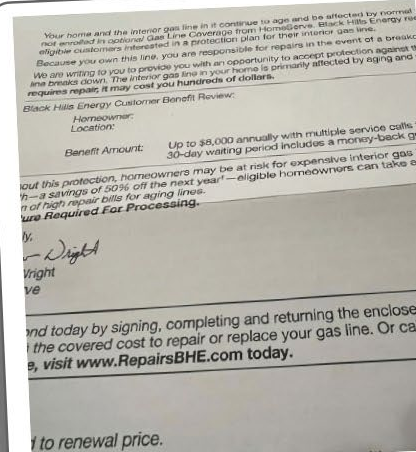 Your home and the interior gas line in it continue to age and be affected by normal
not enrolled in optional Gas Line Coverage from HomeServe. Black Hills Energy re
eligible customers interested in a protection plan for their interior gas line.
Because you own this line, you are responsible for repairs in the event of a breakd
We are writing to you to provide you with an opportunity to accept protection against t
line breaks down. The interior gas line in your home is primarily affected by aging and
requires repair, it may cost you hundreds of dollars.
Black Hills Energy Customer Benefit Review:
Homeowner:
Location:
Benefit Amount: Up to $8,000 annually with multiple service calls
30-day waiting period includes a money-back g
out this protection, homeowners may be at risk for expensive interior gas
h—a savings of 50% off the next year¹—eligible homeowners can take a
n of high repair bills for aging lines.
ure Required For Processing.
ly,
Wright
Wright
ve
ond today by signing, completing and returning the enclose
the covered cost to repair or replace your gas line. Or ca
e, visit www.RepairsBHE.com today.
d to renewal price.